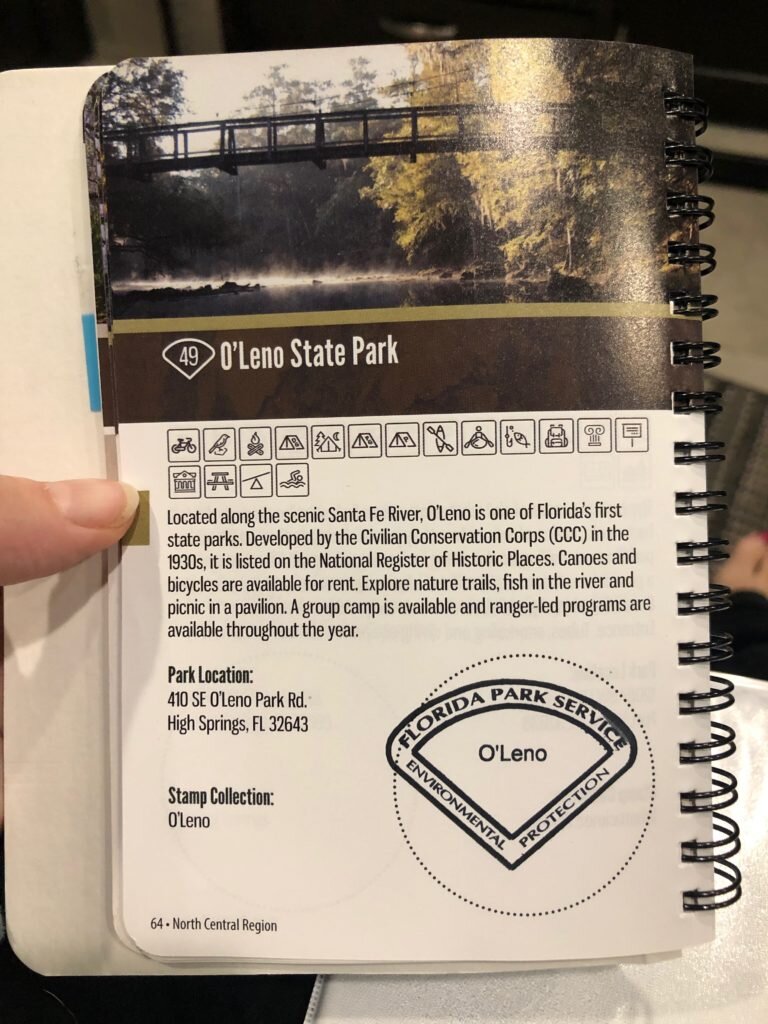 49 O'Leno State Park
Located along the scenic Santa Fe River, O'Leno is one of Florida's first
state parks. Developed by the Civilian Conservation Corps (CCC) in the
1930s, it is listed on the National Register of Historic Places. Canoes and
bicycles are available for rent. Explore nature trails, fish in the river and
picnic in a pavilion. A group camp is available and ranger-led programs are
available throughout the year.
Park Location:
410 SE O'Leno Park Rd.
High Springs, FL 32643
Stamp Collection:
O'Leno
FLORIDA PARK SERVICE
O'Leno
ENVIRONMENTAL PROTECTION
64 • North Central Region